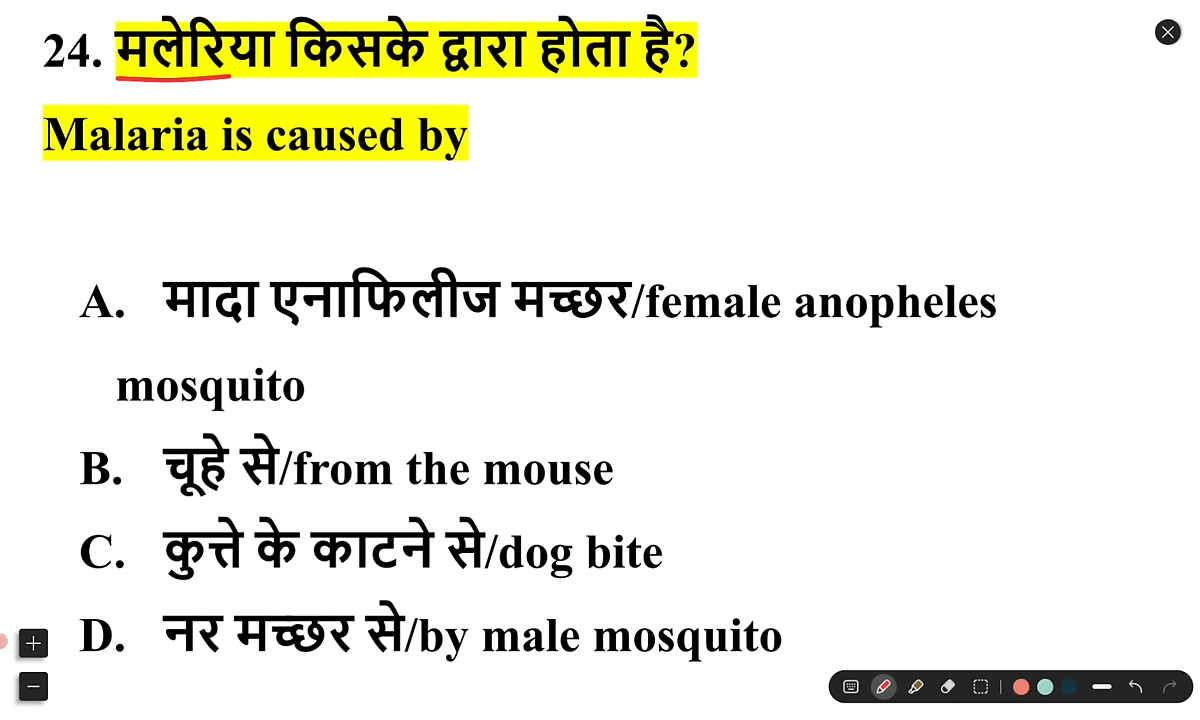 24. मलेरिया किसके द्वारा होता है?
Malaria is caused by
A. मादा एनाफिलीज मच्छर/female anopheles
mosquito
B. चूहे से/from the mouse
C. कुत्ते के काटने से/dog bite
D. नर मच्छर से/by male mosquito